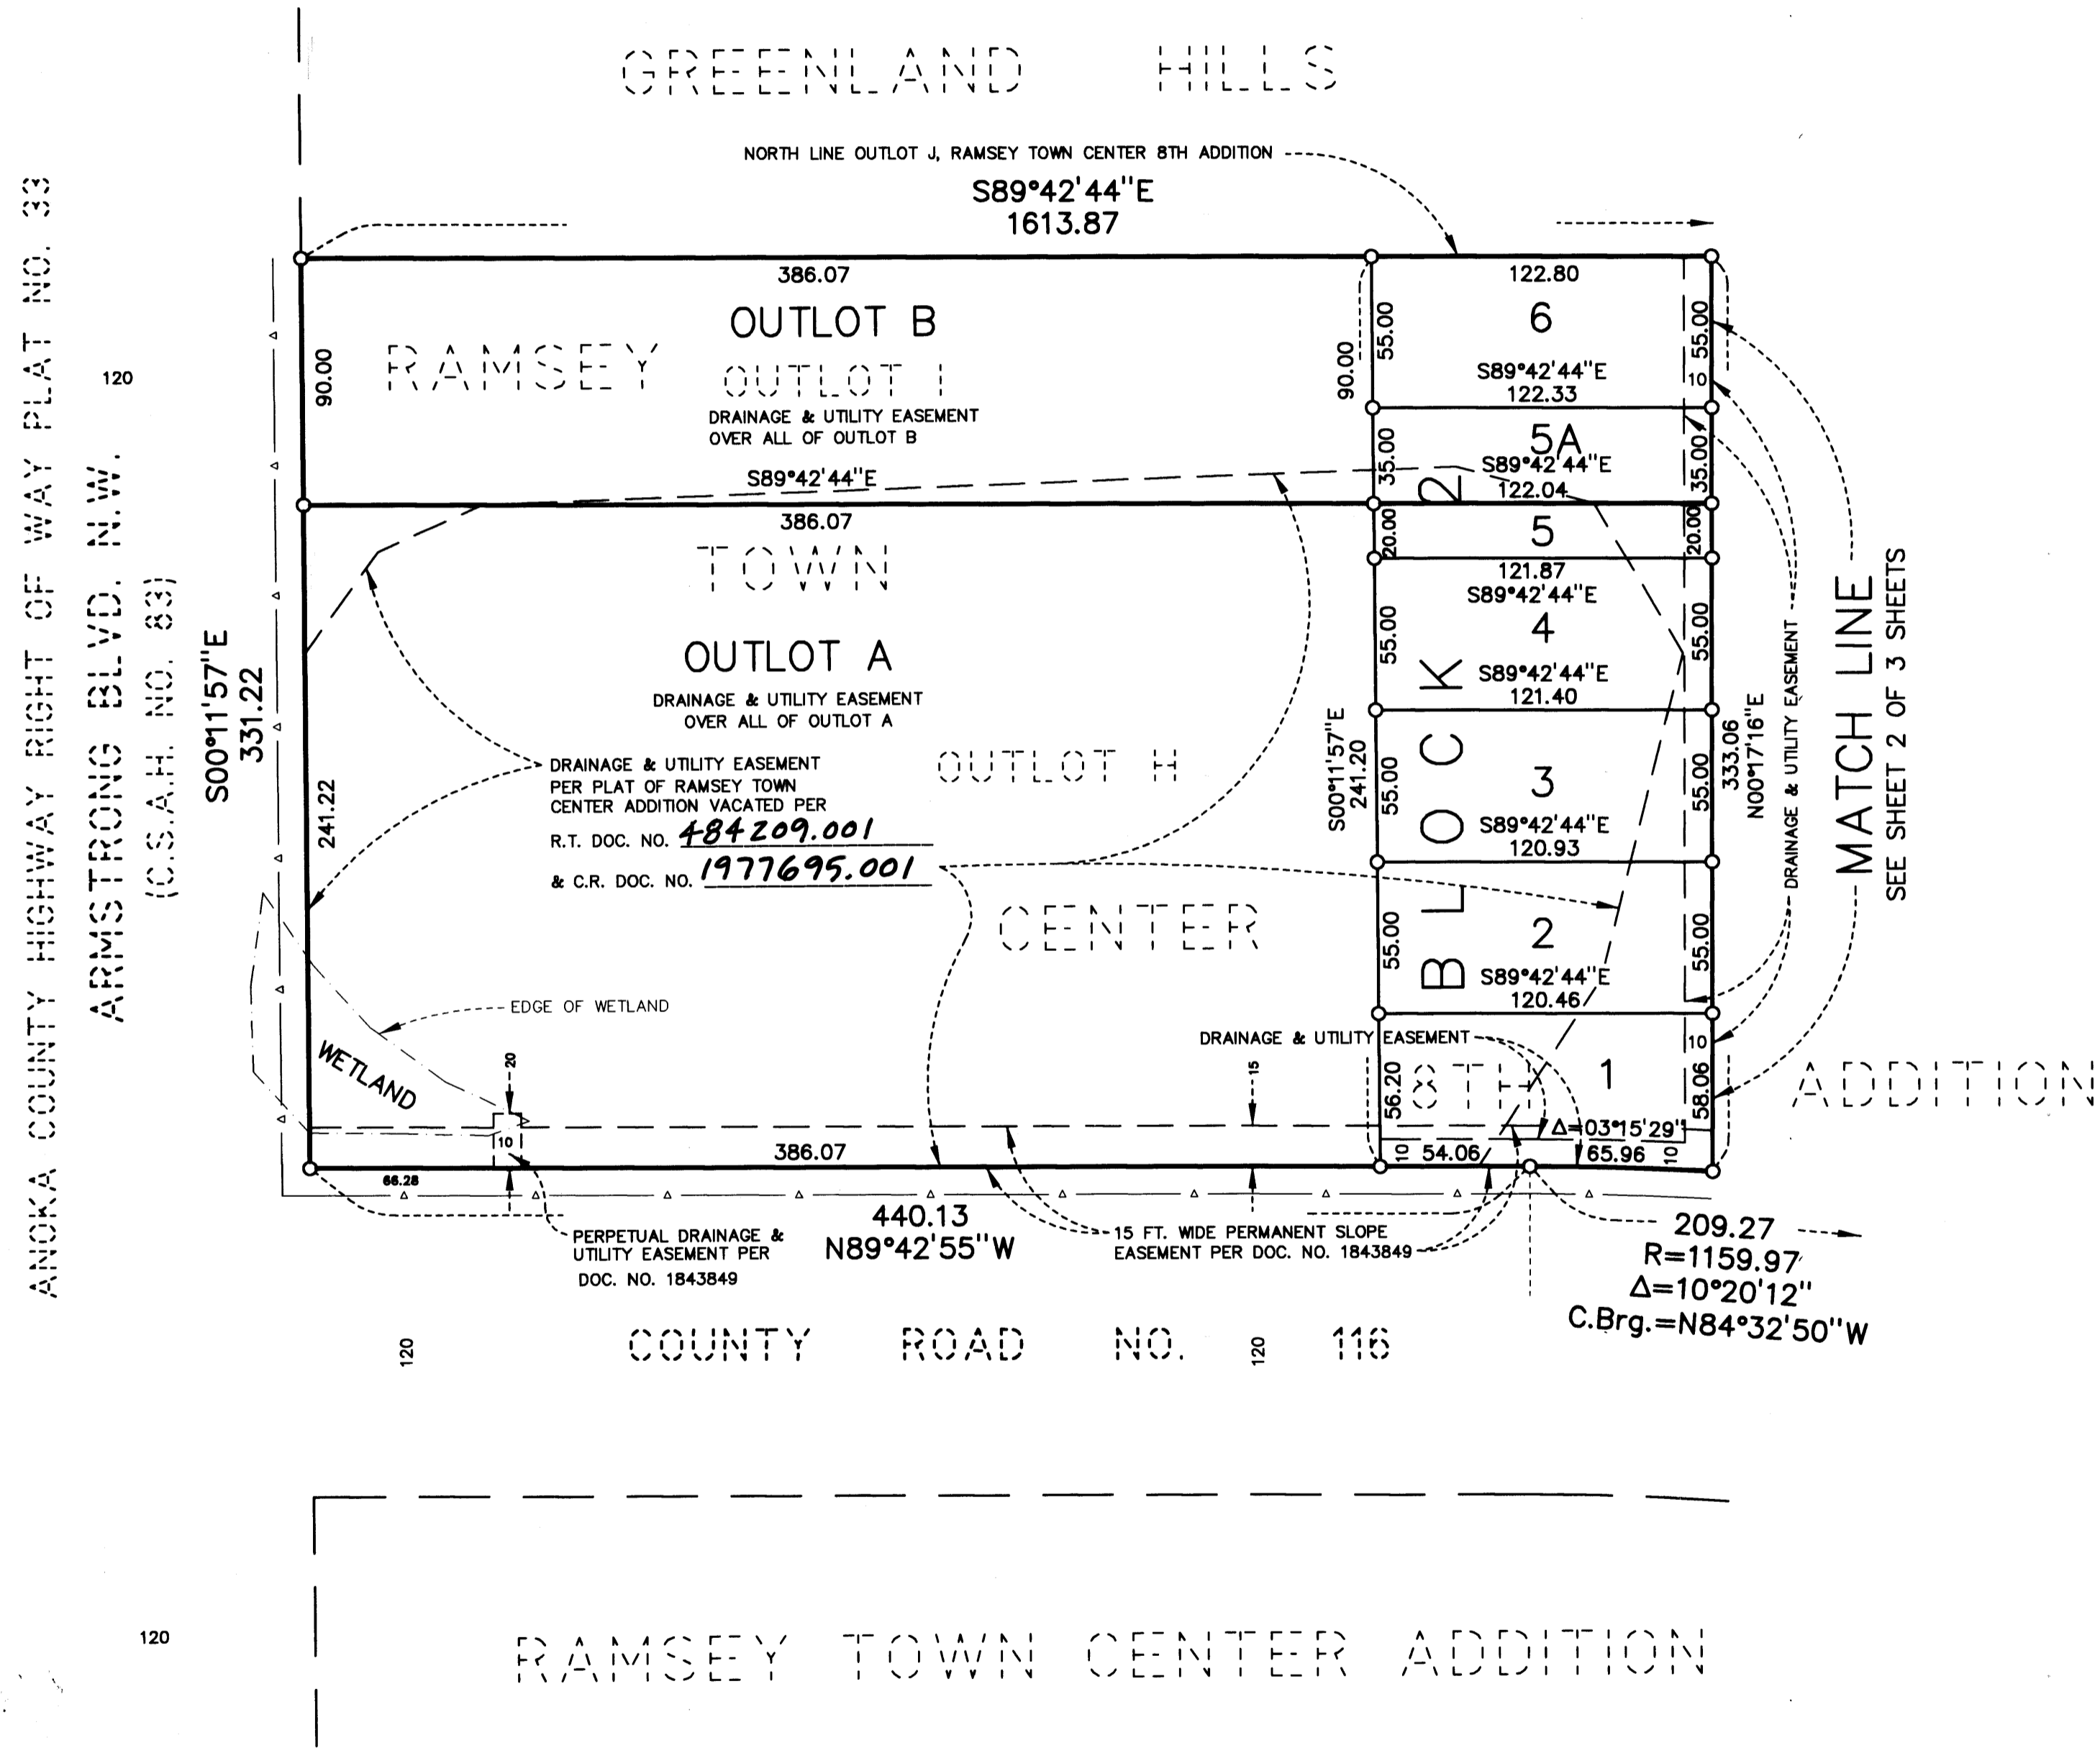 GREENLAND HILLS
NORTH LINE OUTLOT J, RAMSEY TOWN CENTER 8TH ADDITION
S89°42'44"E
1613.87
ANOKA COUNTY HIGHWAY RIGHT OF WAY PLAT NO. 33
120
ARMSTRONG BLVD. N.W.
(C.S.A.H. NO. 83)
S00°11'57"E
331.22
386.07
90.00
OUTLOT B
RAMSEY
OUTLOT I
DRAINAGE & UTILITY EASEMENT
OVER ALL OF OUTLOT B
S89°42'44"E
90.00
386.07
TOWN
OUTLOT A
DRAINAGE & UTILITY EASEMENT
OVER ALL OF OUTLOT A
241.22
DRAINAGE & UTILITY EASEMENT
PER PLAT OF RAMSEY TOWN
CENTER ADDITION VACATED PER
R.T. DOC. NO. 484209.001
& C.R. DOC. NO. 1977695.001
OUTLOT H
CENTER
S00°11'57"E
241.20
EDGE OF WETLAND
WETLAND
20
10
15
386.07
66.28
122.80
6
55.00
55.00
S89°42'44"E
10
122.33
5A
35.00
35.00
S89°42'44"E
122.04
BLOCK 2
5
20.00
20.00
121.87
S89°42'44"E
4
55.00
55.00
S89°42'44"E
121.40
3
55.00
55.00
S89°42'44"E
120.93
2
55.00
55.00
S89°42'44"E
120.46
DRAINAGE & UTILITY EASEMENT
10
1
56.20
8TH
58.06
Δ=03°15'29"
10
54.06
65.96
10
333.06
N00°17'16"E
DRAINAGE & UTILITY EASEMENT
MATCH LINE
SEE SHEET 2 OF 3 SHEETS
ADDITION
PERPETUAL DRAINAGE &
UTILITY EASEMENT PER
DOC. NO. 1843849
440.13
N89°42'55"W
15 FT. WIDE PERMANENT SLOPE
EASEMENT PER DOC. NO. 1843849
209.27
R=1159.97
Δ=10°20'12"
C.Brg.=N84°32'50"W
120
COUNTY ROAD NO. 116
120
120
RAMSEY TOWN CENTER ADDITION